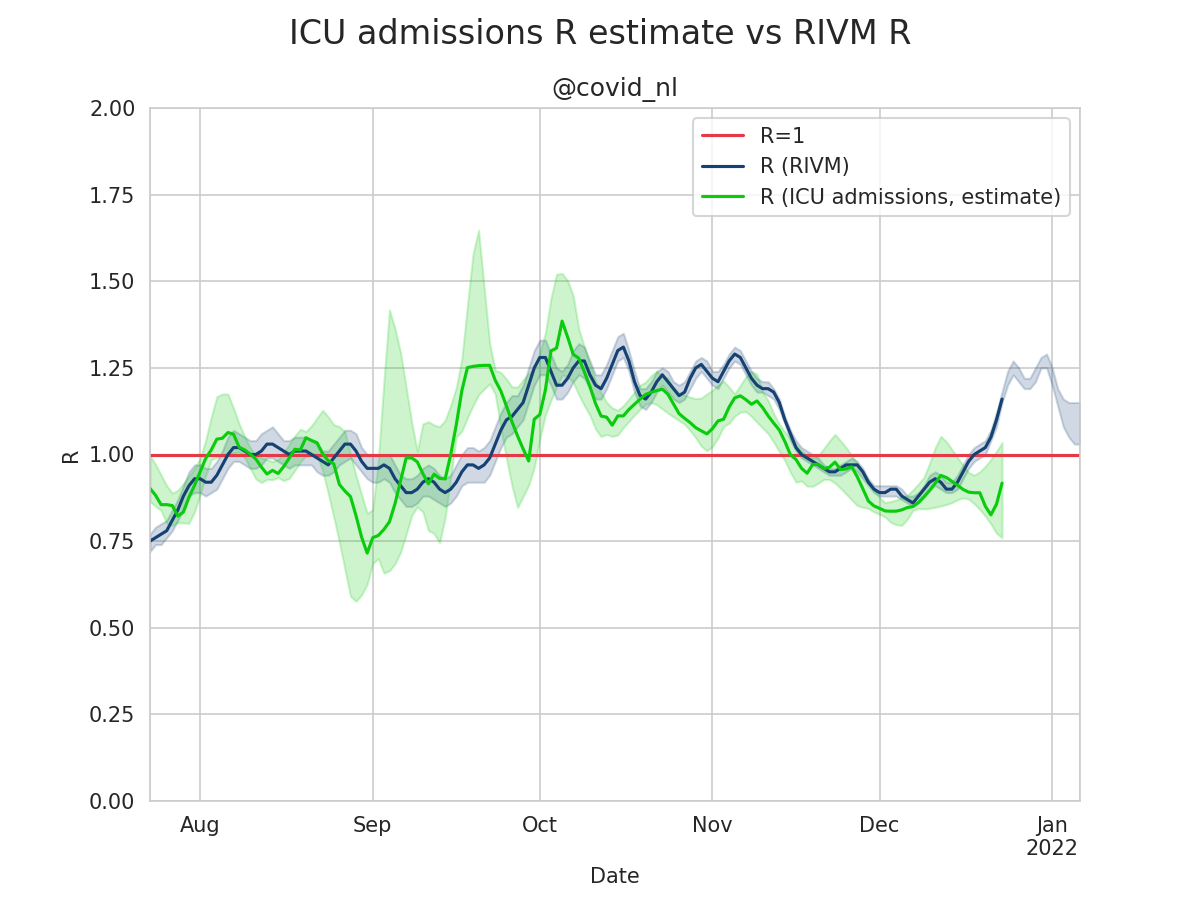 ICU admissions R estimate vs RIVM R
@covid_nl
2.00
1.75
1.50
1.25
1.00
0.75
0.50
0.25
0.00
R
R=1
R (RIVM)
R (ICU admissions, estimate)
Aug Sep Oct Nov Dec Jan
2022
Date